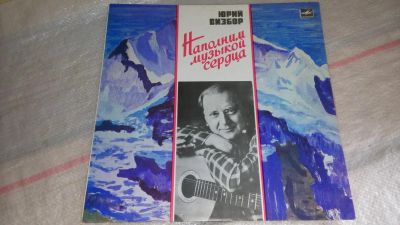 ЮРИЙ
ВИЗБОР
Наполним
музыкой
сердца